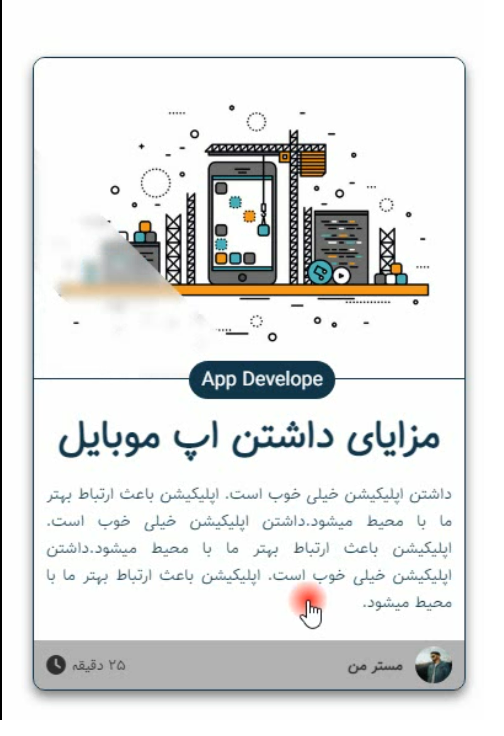 App Develope
مزایای داشتن اپ موبایل
داشتن اپلیکیشن خیلی خوب است. اپلیکیشن باعث ارتباط بهتر
ما با محیط میشود.داشتن اپلیکیشن خیلی خوب است.
اپلیکیشن باعث ارتباط بهتر ما با محیط میشود.داشتن
اپلیکیشن خیلی خوب است. اپلیکیشن باعث ارتباط بهتر ما با
محیط میشود.
مستر من
۲۵ دقیقه